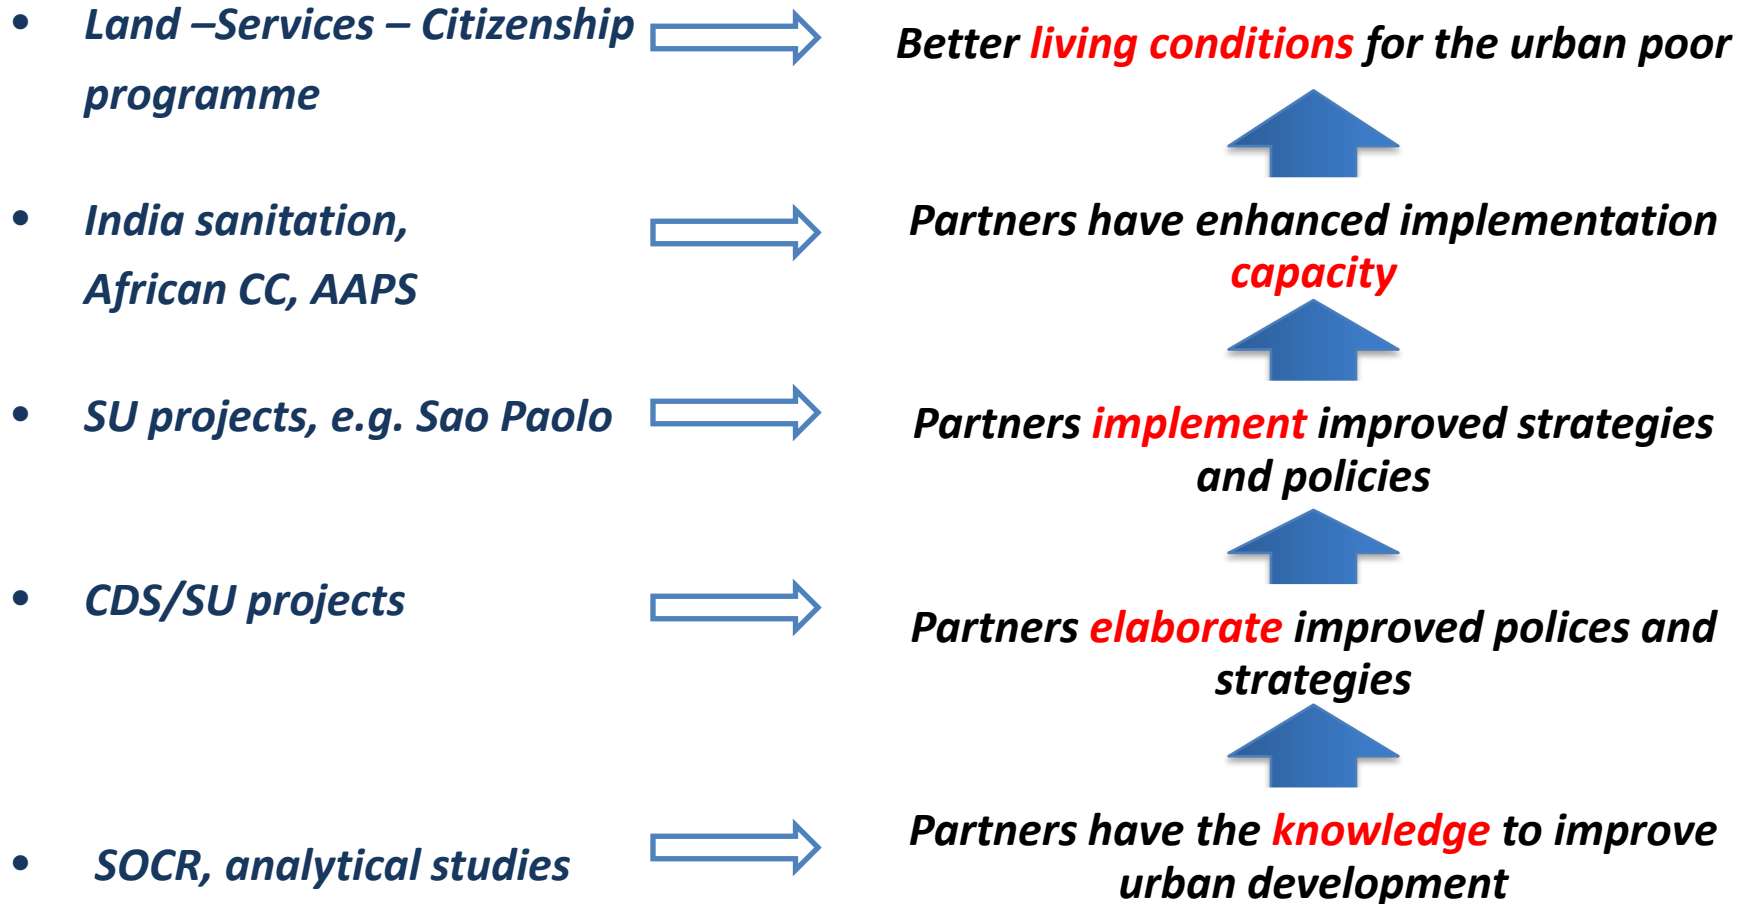 • Land –Services – Citizenship
programme
Better living conditions for the urban poor
• India sanitation,
African CC, AAPS
Partners have enhanced implementation
capacity
• SU projects, e.g. Sao Paolo
Partners implement improved strategies
and policies
• CDS/SU projects
Partners elaborate improved polices and
strategies
• SOCR, analytical studies
Partners have the knowledge to improve
urban development